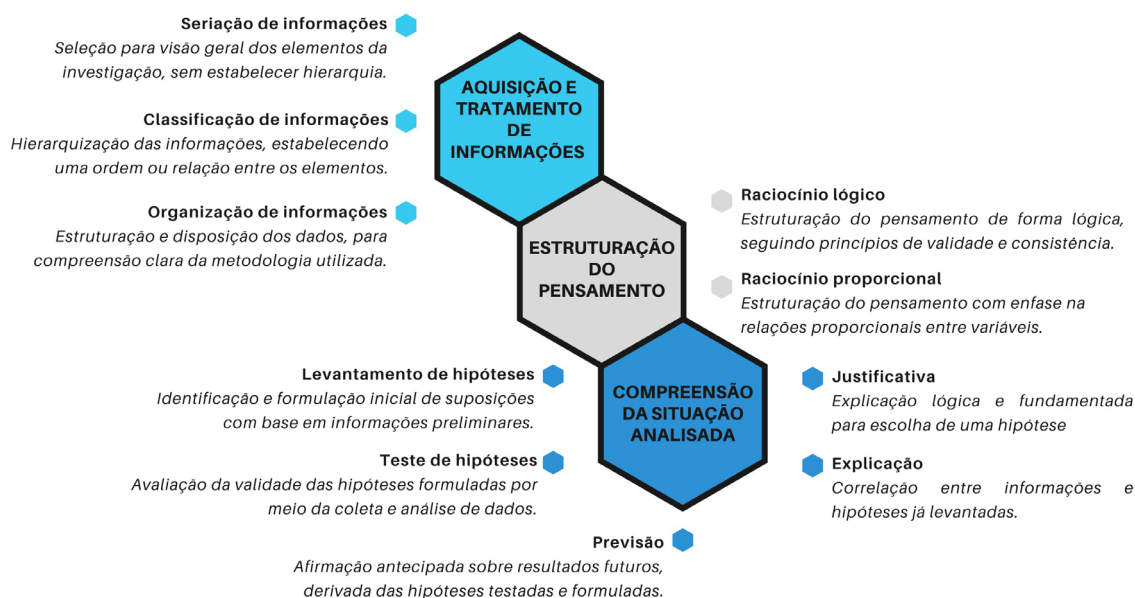 Seriação de informações
Seleção para visão geral dos elementos da
investigação, sem estabelecer hierarquia.
Classificação de informações
Hierarquização das informações, estabelecendo
uma ordem ou relação entre os elementos.
Organização de informações
Estruturação e disposição dos dados, para
compreensão clara da metodologia utilizada.
AQUISIÇÃO E
TRATAMENTO
DE
INFORMAÇÕES
ESTRUTURAÇÃO
DO
PENSAMENTO
Raciocínio lógico
Estruturação do pensamento de forma lógica,
seguindo princípios de validade e consistência.
Raciocínio proporcional
Estruturação do pensamento com enfase na
relações proporcionais entre variáveis.
Levantamento de hipóteses
Identificação e formulação inicial de suposições
com base em informações preliminares.
Teste de hipóteses
Avaliação da validade das hipóteses formuladas por
meio da coleta e análise de dados.
COMPREENSÃO
DA SITUAÇÃO
ANALISADA
Justificativa
Explicação lógica e fundamentada
para escolha de uma hipótese
Explicação
Correlação entre informações e
hipóteses já levantadas.
Previsão
Afirmação antecipada sobre resultados futuros,
derivada das hipóteses testadas e formuladas.